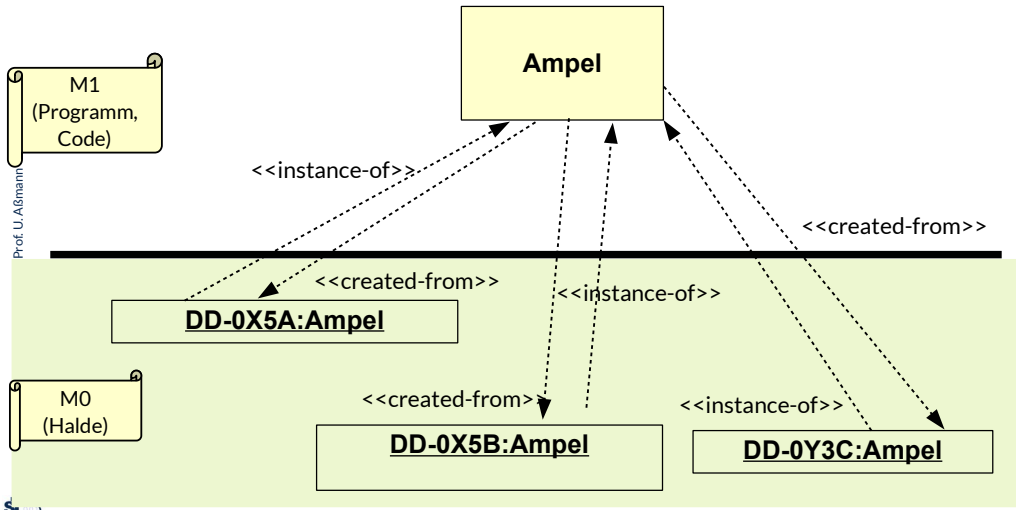 Ampel
M1
(Programm,
Code)
<<instance-of>>
Prof. U. Aßmann
<<created-from>>
<<created-from>>
<<instance-of>>
DD-0X5A:Ampel
M0
(Halde)
<<created-from>
<<instance-of>>
DD-0X5B:Ampel
DD-0Y3C:Ampel